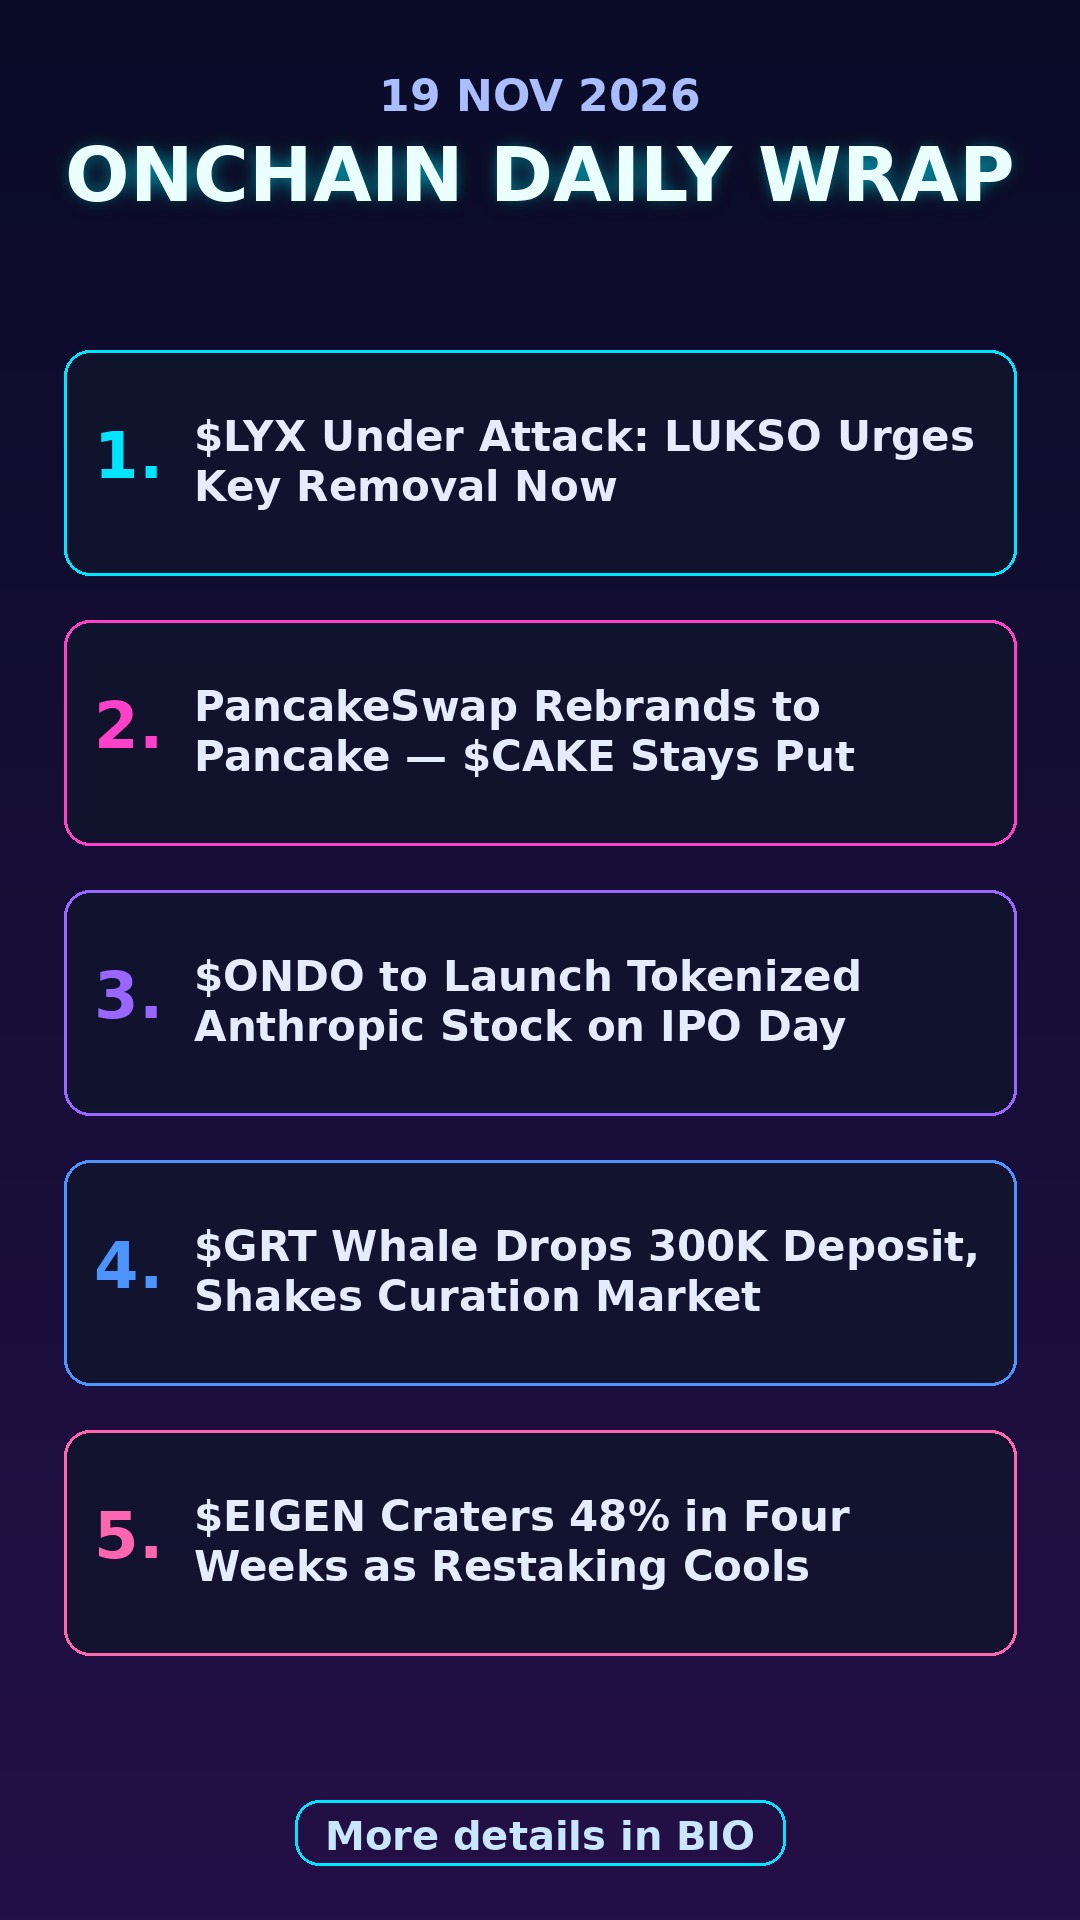 19 NOV 2026
ONCHAIN DAILY WRAP
1. $LYX Under Attack: LUKSO Urges
Key Removal Now
2. PancakeSwap Rebrands to
Pancake — $CAKE Stays Put
3. $ONDO to Launch Tokenized
Anthropic Stock on IPO Day
4. $GRT Whale Drops 300K Deposit,
Shakes Curation Market
5. $EIGEN Craters 48% in Four
Weeks as Restaking Cools
More details in BIO